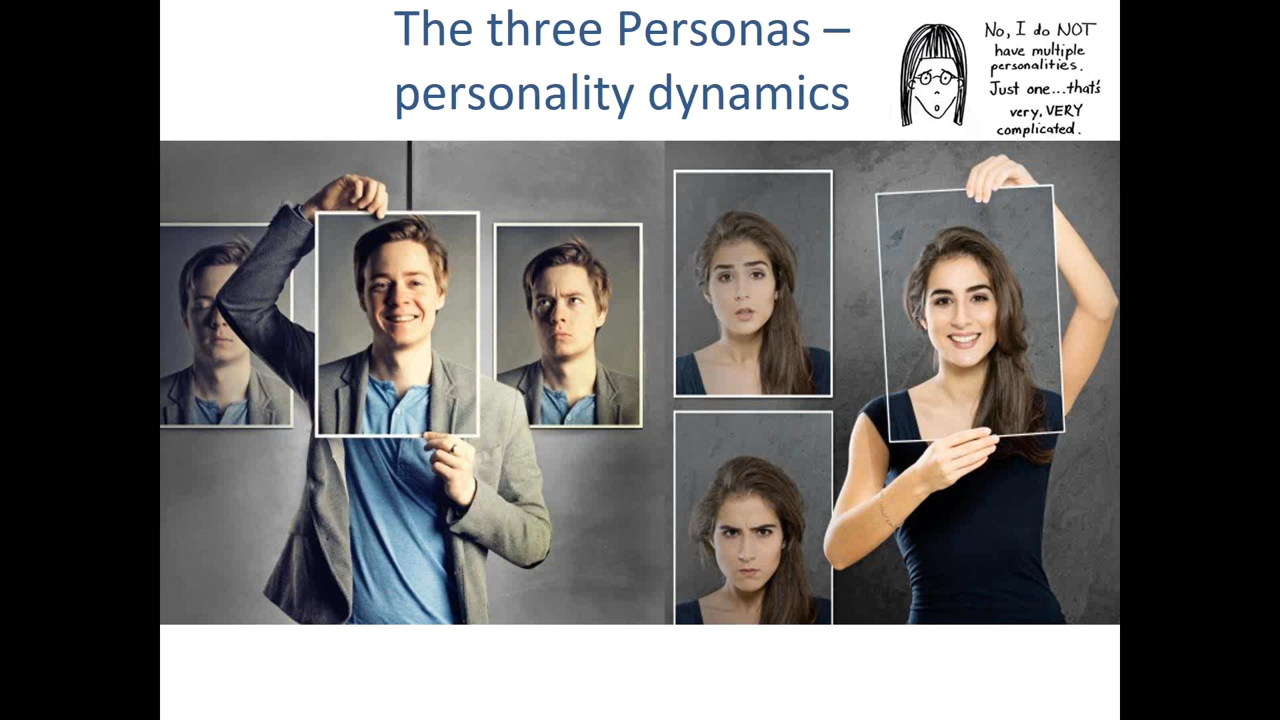 The three Personas –
personality dynamics
No, I do NOT
have multiple
personalities.
Just one...that's
very, VERY
complicated.